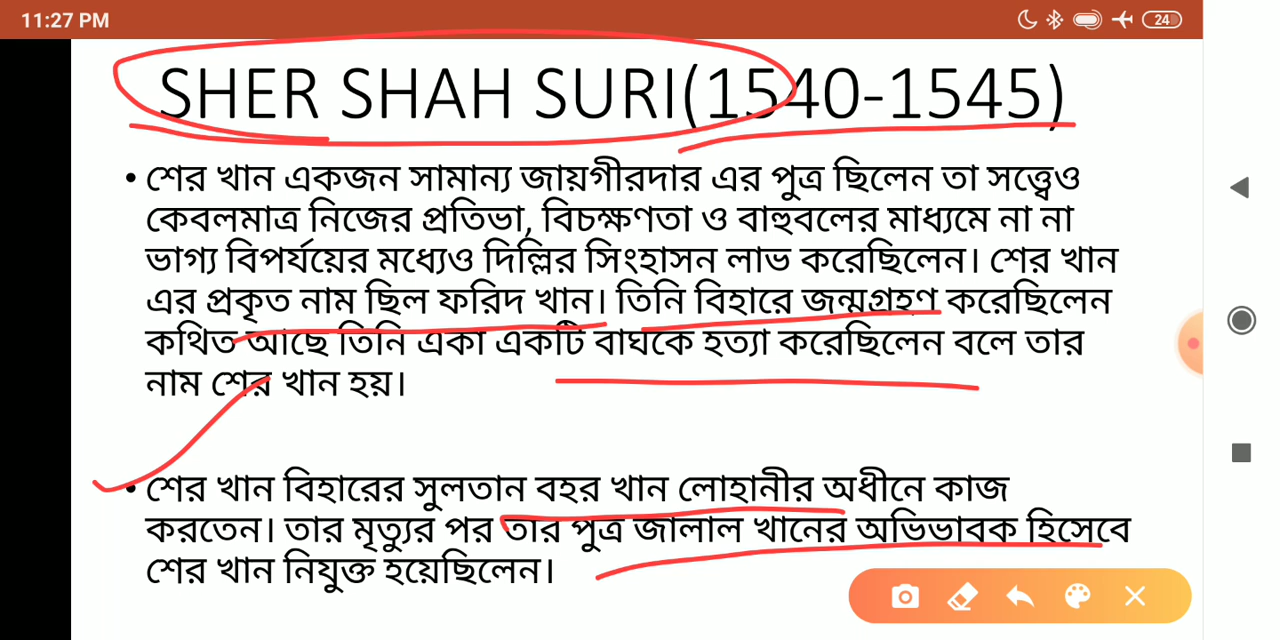 11:27 PM
24
SHER SHAH SURI(1540-1545)
• শের খান একজন সামান্য জায়গীরদার এর পুত্র ছিলেন তা সত্ত্বেও
কেবলমাত্র নিজের প্রতিভা, বিচক্ষণতা ও বাহুবলের মাধ্যমে না না
ভাগ্য বিপর্যয়ের মধ্যেও দিল্লির সিংহাসন লাভ করেছিলেন। শের খান
এর প্রকৃত নাম ছিল ফরিদ খান। তিনি বিহারে জন্মগ্রহণ করেছিলেন
কথিত আছে তিনি একা একটি বাঘকে হত্যা করেছিলেন বলে তার
নাম শের খান হয়।
• শের খান বিহারের সুলতান বহর খান লোহানীর অধীনে কাজ
করতেন। তার মৃত্যুর পর তার পুত্র জালাল খানের অভিভাবক হিসেবে
শের খান নিযুক্ত হয়েছিলেন।